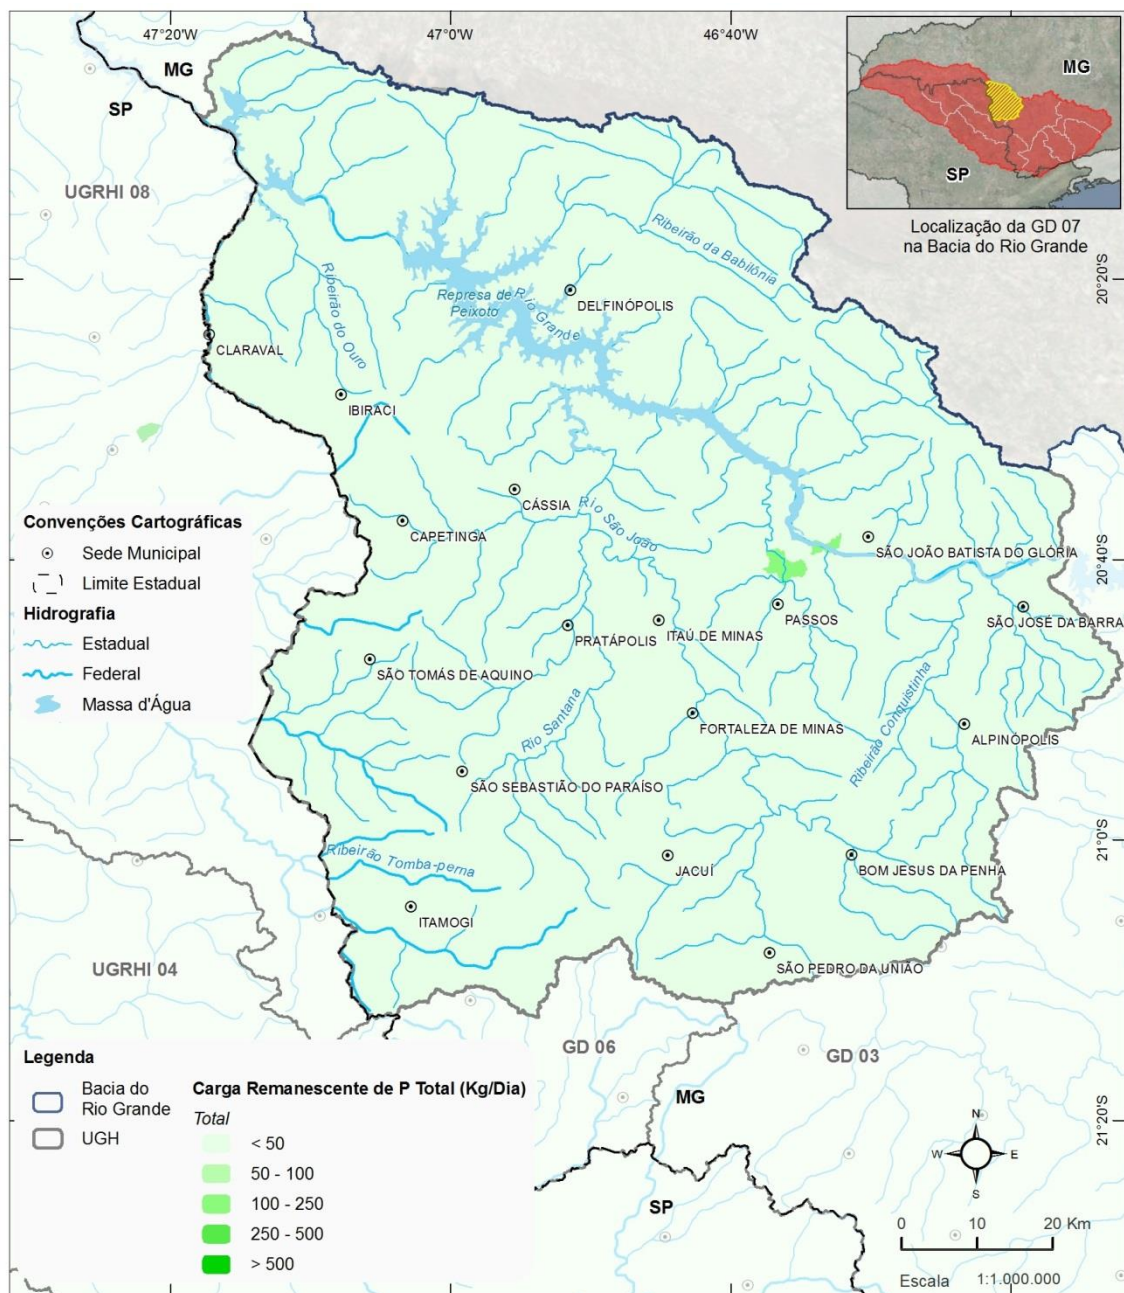 47°20'W
47°0'W
46°40'W
MG
SP
UGRHI 08
MG
SP
Localização da GD 07
na Bacia do Rio Grande
20°20'S
Ribeirão da Babilônia
Ribeirão do Ouro
Represa de
Peixoto
Rio Grande
DELFINÓPOLIS
CLARAVAL
IBIRACI
CÁSSIA
CAPETINGA
Rio São João
SÃO JOÃO BATISTA DO GLÓRIA
20°40'S
PASSOS
SÃO JOSÉ DA BARRA
PRATÁPOLIS
ITAÚ DE MINAS
SÃO TOMÁS DE AQUINO
Rio Santana
FORTALEZA DE MINAS
Ribeirão Conquistinha
ALPINÓPOLIS
SÃO SEBASTIÃO DO PARAÍSO
21°0'S
Ribeirão Tomba-perna
JACUÍ
BOM JESUS DA PENHA
ITAMOGI
SÃO PEDRO DA UNIÃO
UGRHI 04
GD 06
GD 03
MG
SP
21°20'S
Convenções Cartográficas
Sede Municipal
Limite Estadual
Hidrografia
Estadual
Federal
Massa d'Água
Legenda
Bacia do
Rio Grande
UGH
Carga Remanescente de P Total (Kg/Dia)
Total
< 50
50 - 100
100 - 250
250 - 500
> 500
N
W
E
S
0 10 20 Km
Escala 1:1.000.000